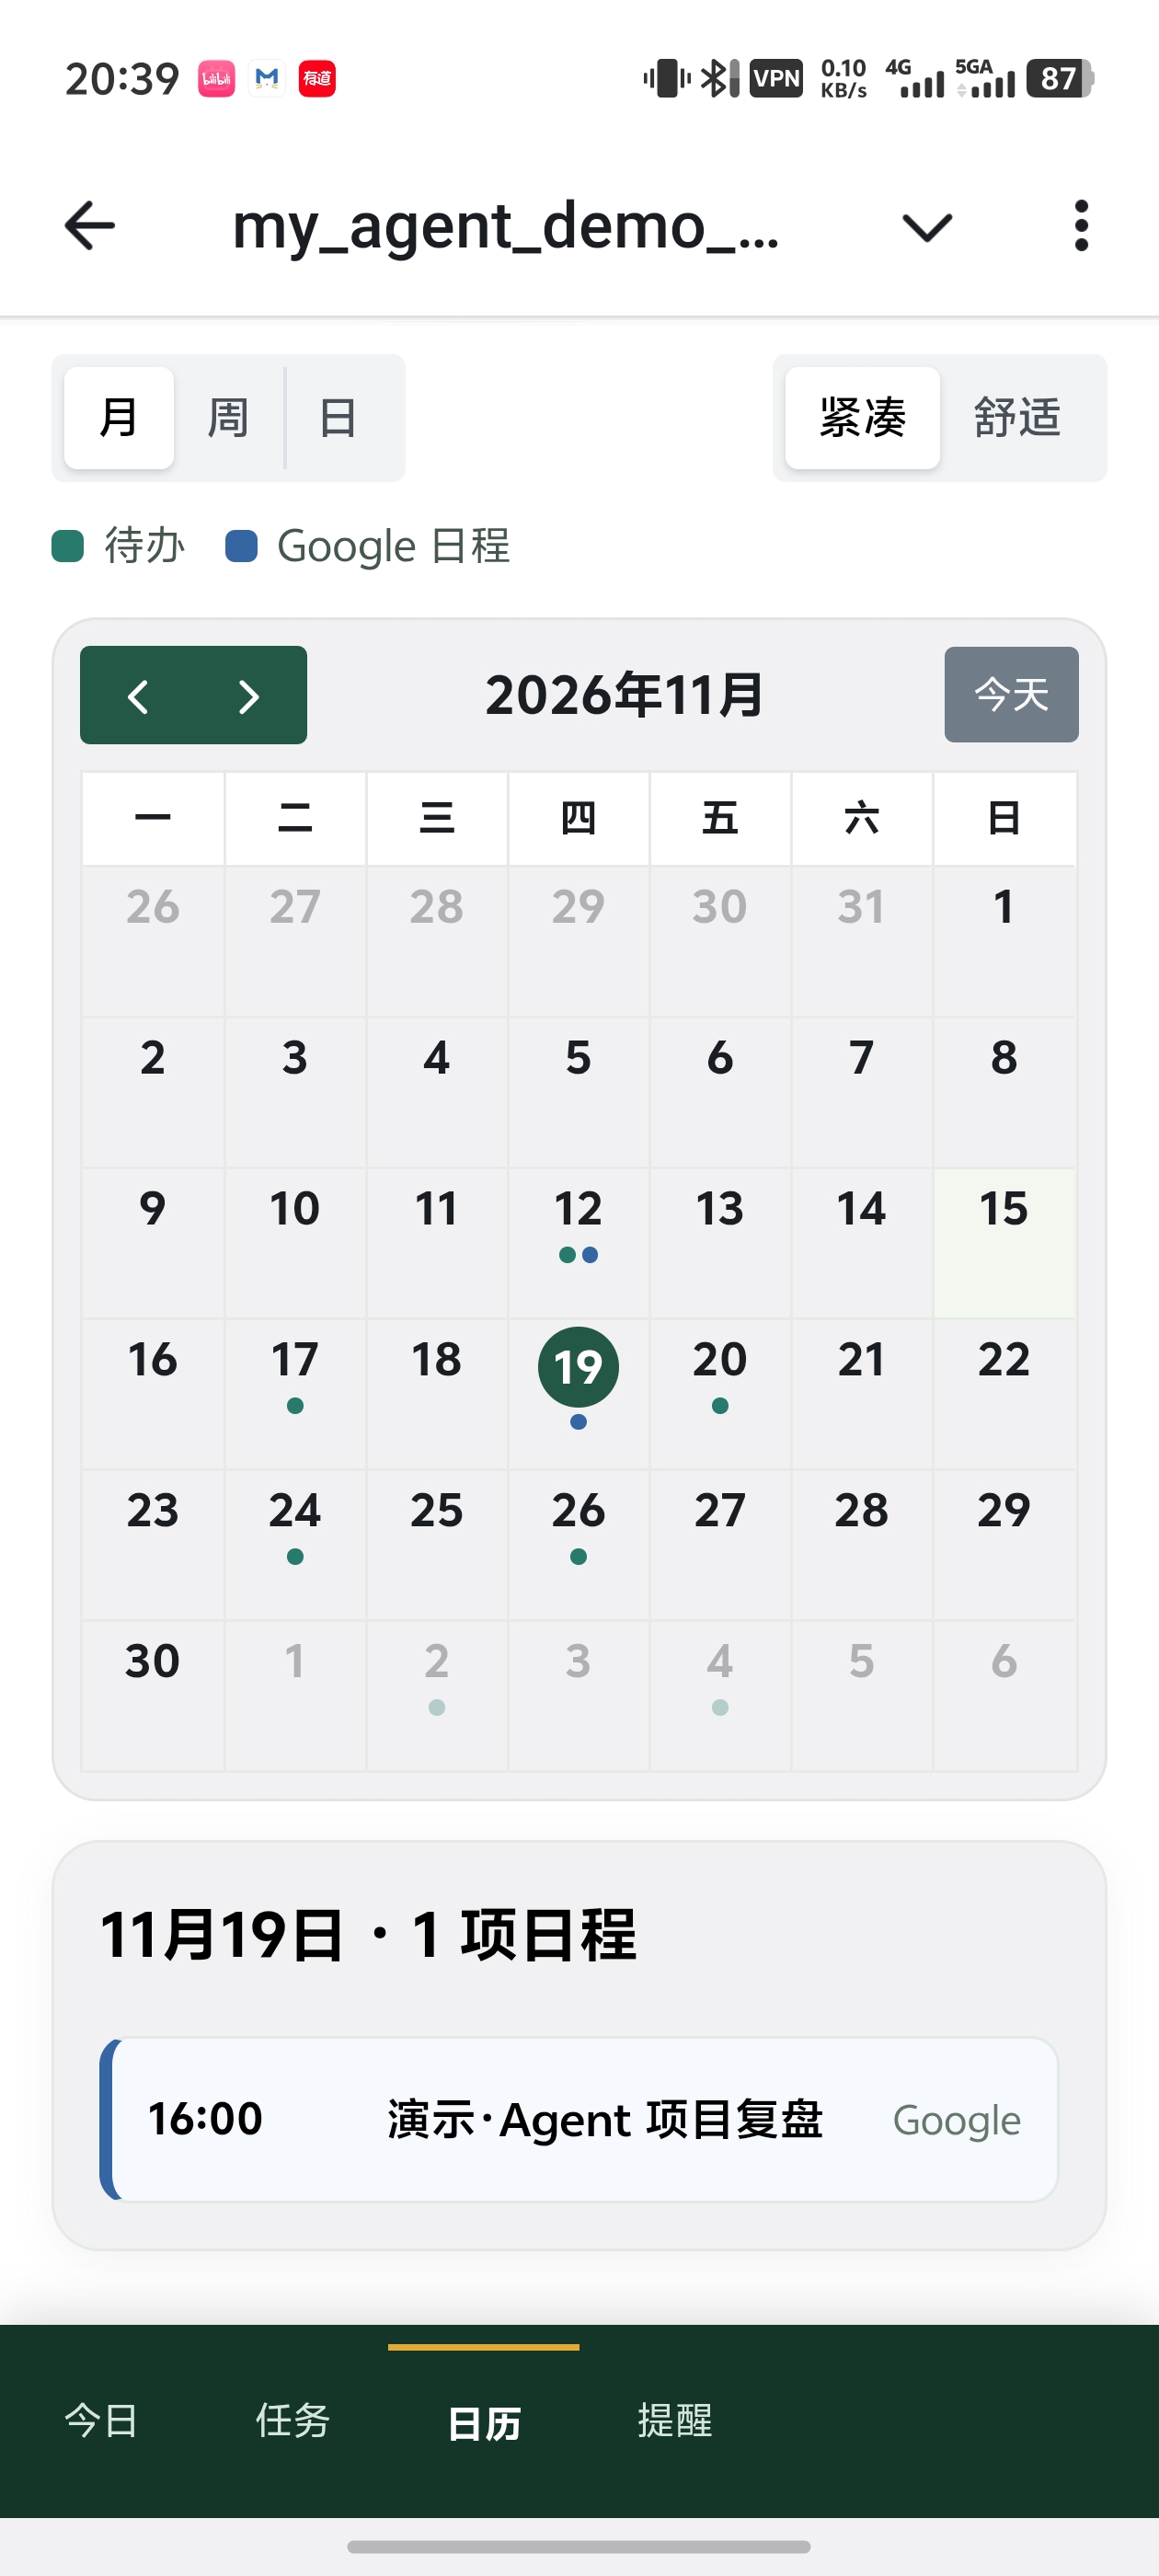 20:39 bilibili M 有道 VPN 0.10 KB/s 4G 5GA 87
my_agent_demo_...
月 周 日 紧凑 舒适
待办 Google 日程
2026年11月 今天
一 二 三 四 五 六 日
26 27 28 29 30 31 1
2 3 4 5 6 7 8
9 10 11 12 13 14 15
16 17 18 19 20 21 22
23 24 25 26 27 28 29
30 1 2 3 4 5 6
11月19日 · 1 项日程
16:00 演示·Agent 项目复盘 Google
今日 任务 日历 提醒